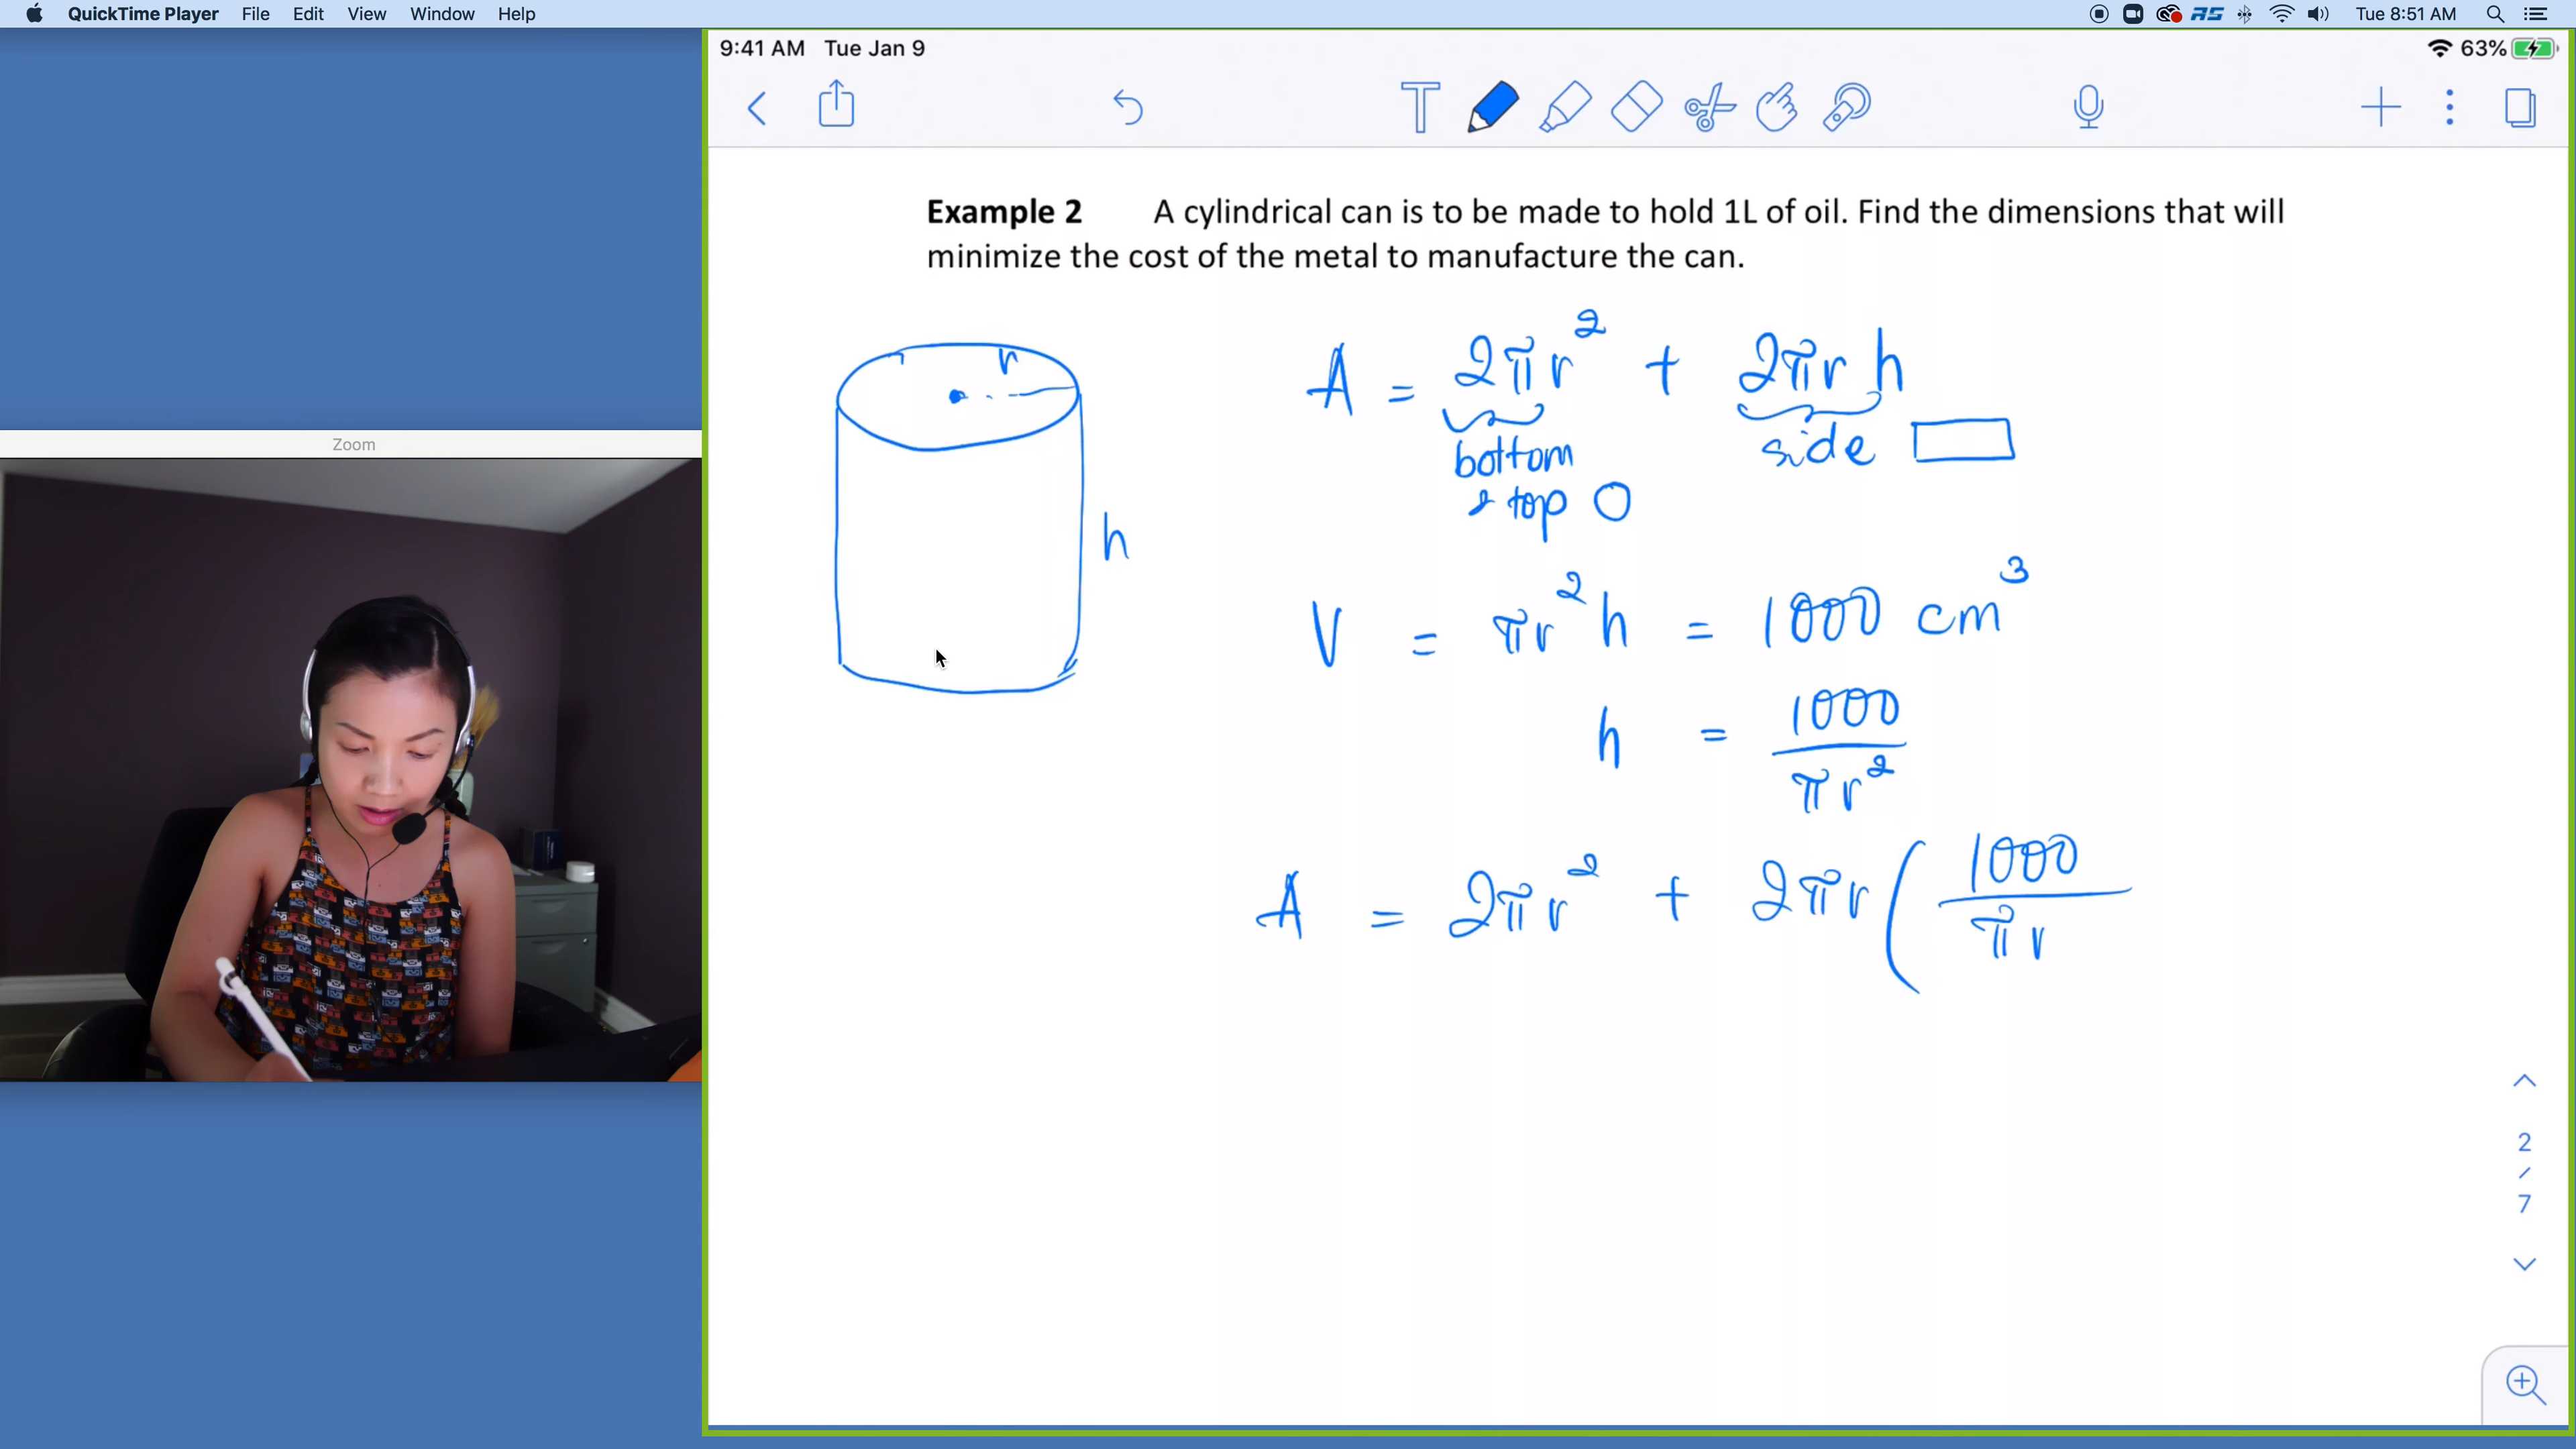 QuickTime Player File Edit View Window Help Tue 8:51 AM
9:41 AM Tue Jan 9 63%
T
Zoom
Example 2 A cylindrical can is to be made to hold 1L of oil. Find the dimensions that will
minimize the cost of the metal to manufacture the can.
r
h
A = 2πr² + 2πr h
bottom side
& top
V = πr² h = 1000 cm³
h = 1000 / πr²
A = 2πr² + 2πr ( 1000 / πr
2
/
7